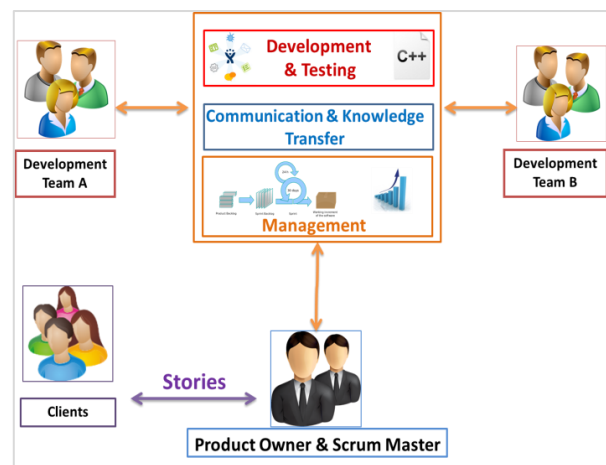 Development
& Testing
C++
Communication & Knowledge
Transfer
Management
Development
Team A
Development
Team B
Stories
Clients
Product Owner & Scrum Master